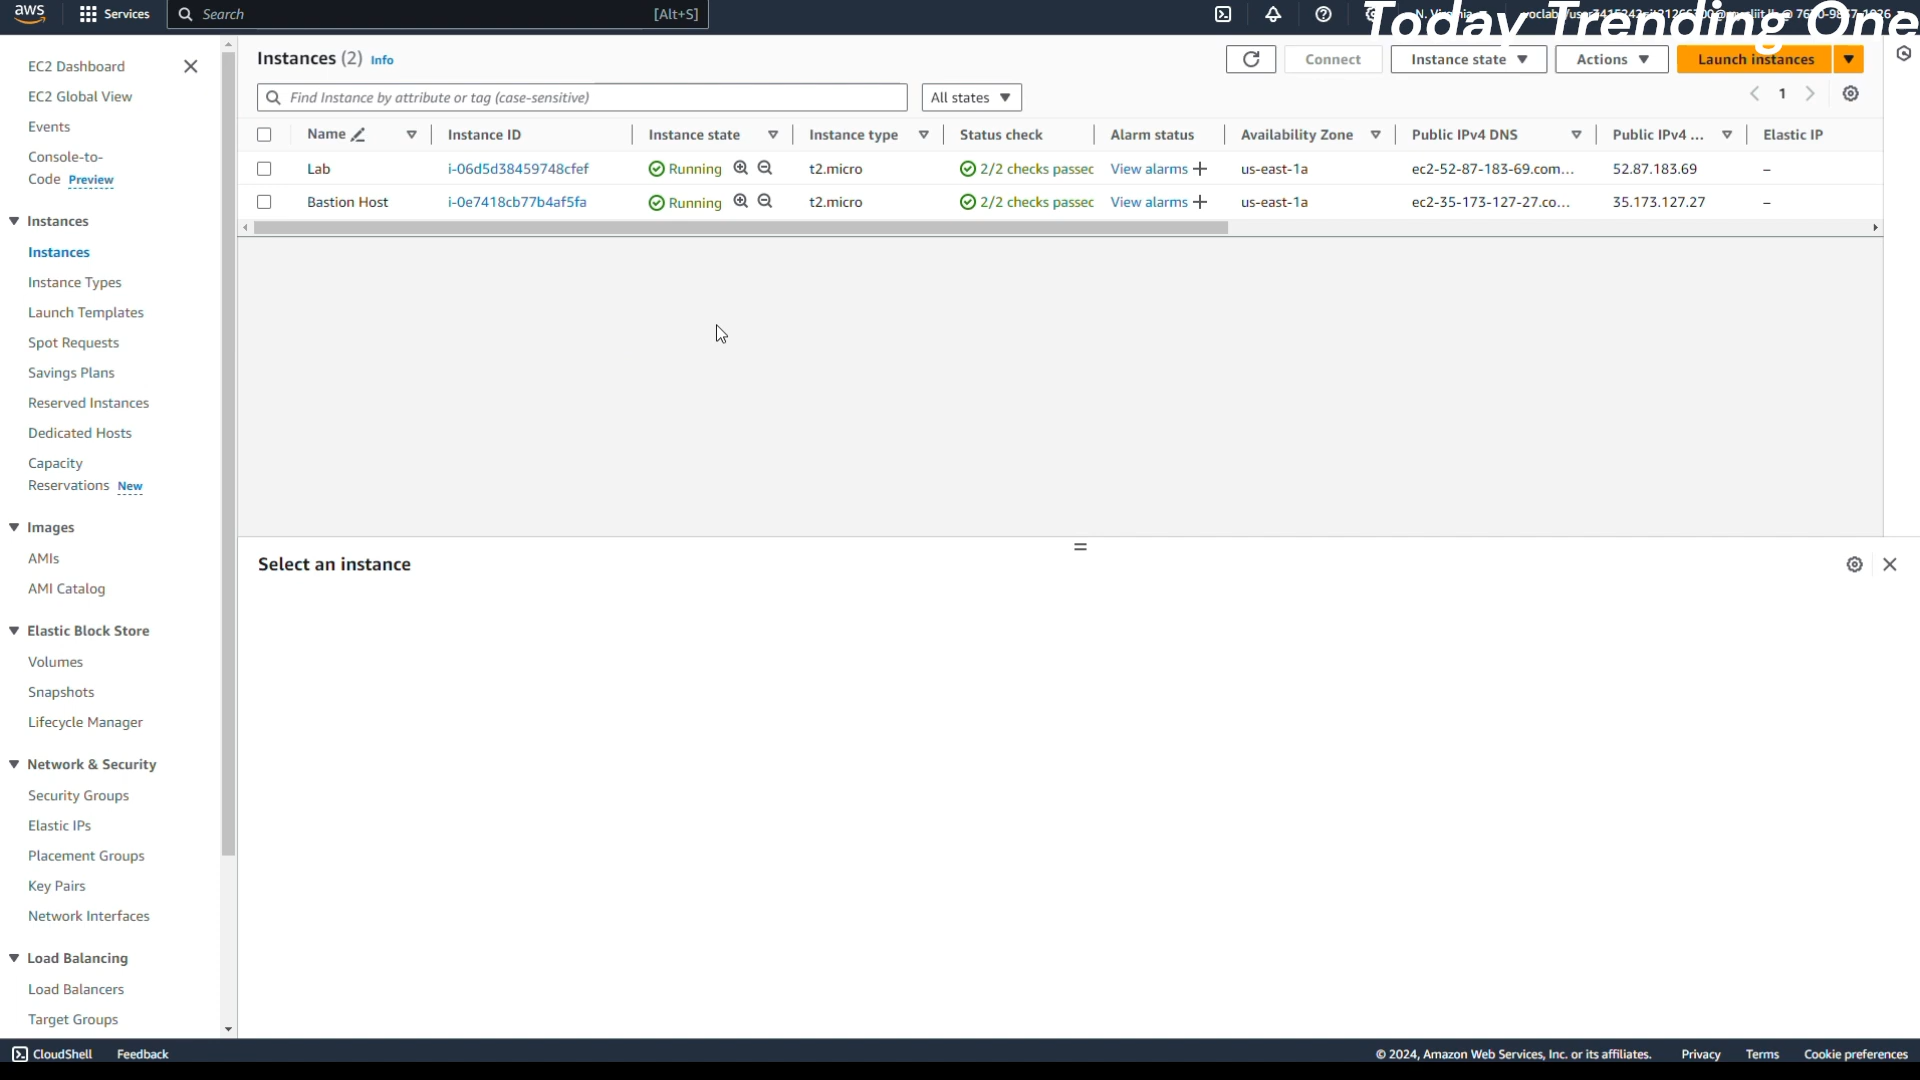 aws Services Search [Alt+S]
Today Trending One
EC2 Dashboard
EC2 Global View
Events
Console-to-
Code Preview
Instances
Instances
Instance Types
Launch Templates
Spot Requests
Savings Plans
Reserved Instances
Dedicated Hosts
Capacity
Reservations New
Images
AMIs
AMI Catalog
Elastic Block Store
Volumes
Snapshots
Lifecycle Manager
Network & Security
Security Groups
Elastic IPs
Placement Groups
Key Pairs
Network Interfaces
Load Balancing
Load Balancers
Target Groups
Instances (2) Info
Connect Instance state Actions Launch instances
Find Instance by attribute or tag (case-sensitive) All states 1
Name Instance ID Instance state Instance type Status check Alarm status Availability Zone Public IPv4 DNS Public IPv4 ... Elastic IP
Lab i-06d5d38459748cfef Running t2.micro 2/2 checks passec View alarms + us-east-1a ec2-52-87-183-69.com... 52.87.183.69 –
Bastion Host i-0e7418cb77b4af5fa Running t2.micro 2/2 checks passec View alarms + us-east-1a ec2-35-173-127-27.co... 35.173.127.27 –
Select an instance
CloudShell Feedback © 2024, Amazon Web Services, Inc. or its affiliates. Privacy Terms Cookie preferences